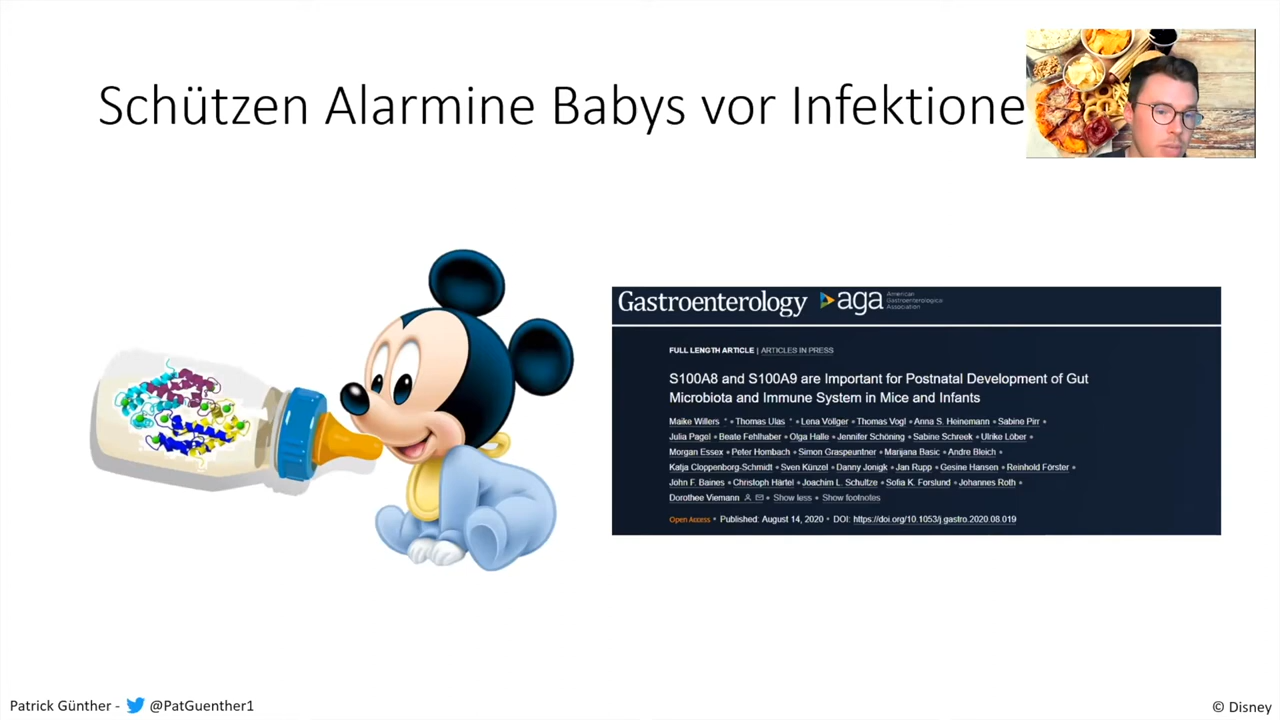 Schützen Alarmine Babys vor Infektione
Gastroenterology aga American Gastroenterological Association
FULL LENGTH ARTICLE | ARTICLES IN PRESS
S100A8 and S100A9 are Important for Postnatal Development of Gut
Microbiota and Immune System in Mice and Infants
Maike Willers * • Thomas Ulas * • Lena Völlger • Thomas Vogl • Anna S. Heinemann • Sabine Pirr •
Julia Pagel • Beate Fehlhaber • Olga Halle • Jennifer Schöning • Sabine Schreek • Ulrike Löber •
Morgan Essex • Peter Hombach • Simon Graspeuntner • Marijana Basic • Andre Bleich •
Katja Cloppenborg-Schmidt • Sven Künzel • Danny Jonigk • Jan Rupp • Gesine Hansen • Reinhold Förster •
John F. Baines • Christoph Härtel • Joachim L. Schultze • Sofia K. Forslund • Johannes Roth •
Dorothee Viemann • Show less • Show footnotes
Open Access • Published: August 14, 2020 • DOI: https://doi.org/10.1053/j.gastro.2020.08.019
Patrick Günther - @PatGuenther1
© Disney